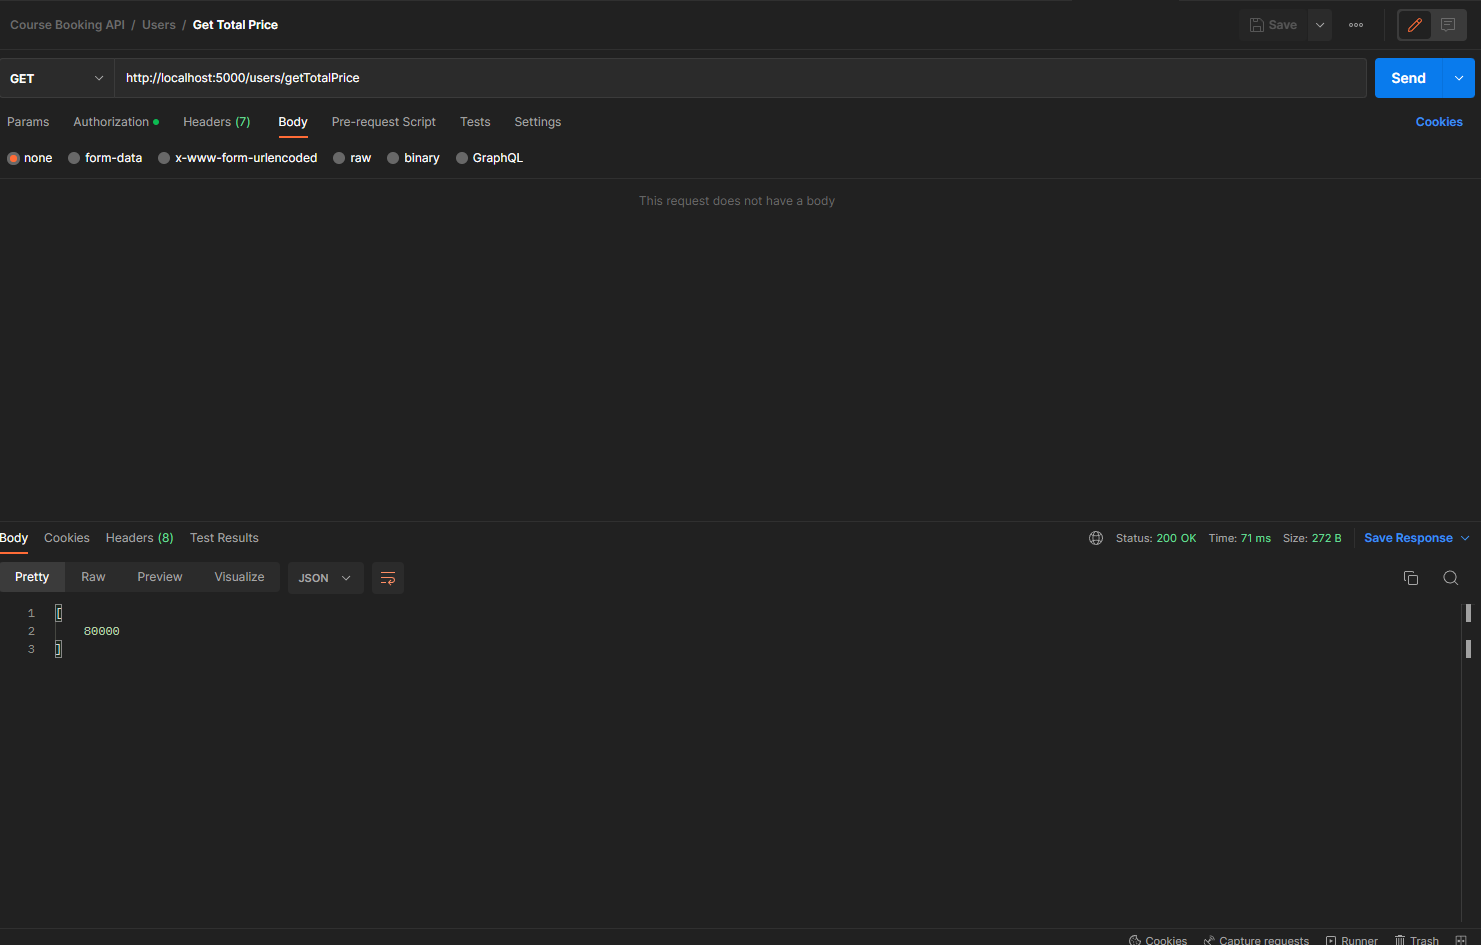 Course Booking API / Users / Get Total Price
Save
GET http://localhost:5000/users/getTotalPrice Send
Params Authorization Headers (7) Body Pre-request Script Tests Settings Cookies
none form-data x-www-form-urlencoded raw binary GraphQL
This request does not have a body
Body Cookies Headers (8) Test Results Status: 200 OK Time: 71 ms Size: 272 B Save Response
Pretty Raw Preview Visualize JSON
1 [
2 80000
3 ]
Cookies Capture requests Runner Trash